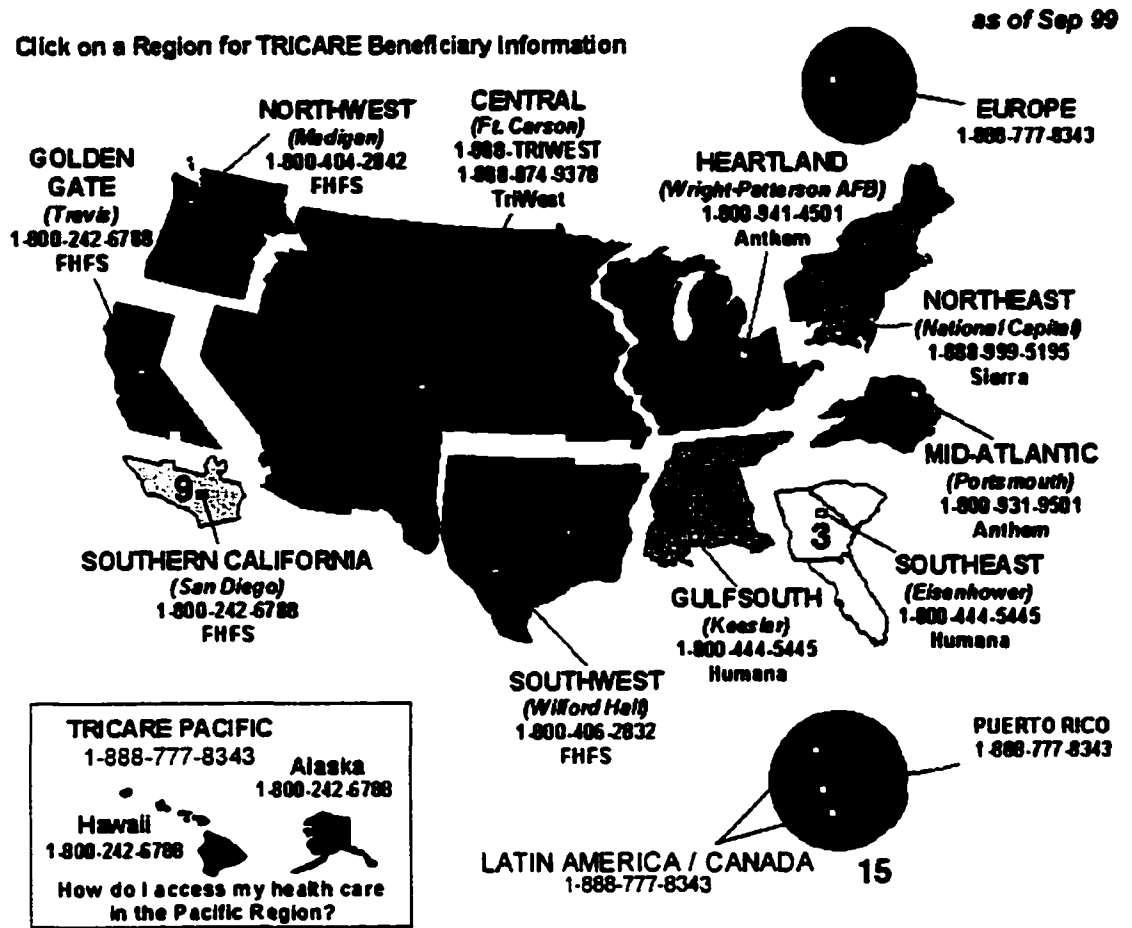 as of Sep 99
Click on a Region for TRICARE Beneficiary Information
EUROPE
1-888-777-8343
NORTHWEST
(Madigan)
1-800-404-2042
FHFS
CENTRAL
(Ft. Carson)
1-888-TRIWEST
1-888-874-9378
TriWest
GOLDEN
GATE
(Travis)
1-800-242-6788
FHFS
HEARTLAND
(Wright-Patterson AFB)
1-800-941-4501
Anthem
NORTHEAST
(National Capital)
1-888-999-5195
Sierra
MID-ATLANTIC
(Portsmouth)
1-800-931-9501
Anthem
9
SOUTHERN CALIFORNIA
(San Diego)
1-800-242-6788
FHFS
3
SOUTHEAST
(Eisenhower)
1-800-444-5445
Humana
GULFSOUTH
(Keesler)
1-800-444-5445
Humana
SOUTHWEST
(Wilford Hall)
1-800-406-2832
FHFS
TRICARE PACIFIC
1-888-777-8343
Alaska
1-800-242-6788
Hawaii
1-800-242-6788
How do I access my health care
in the Pacific Region?
PUERTO RICO
1-888-777-8343
LATIN AMERICA / CANADA
1-888-777-8343
15